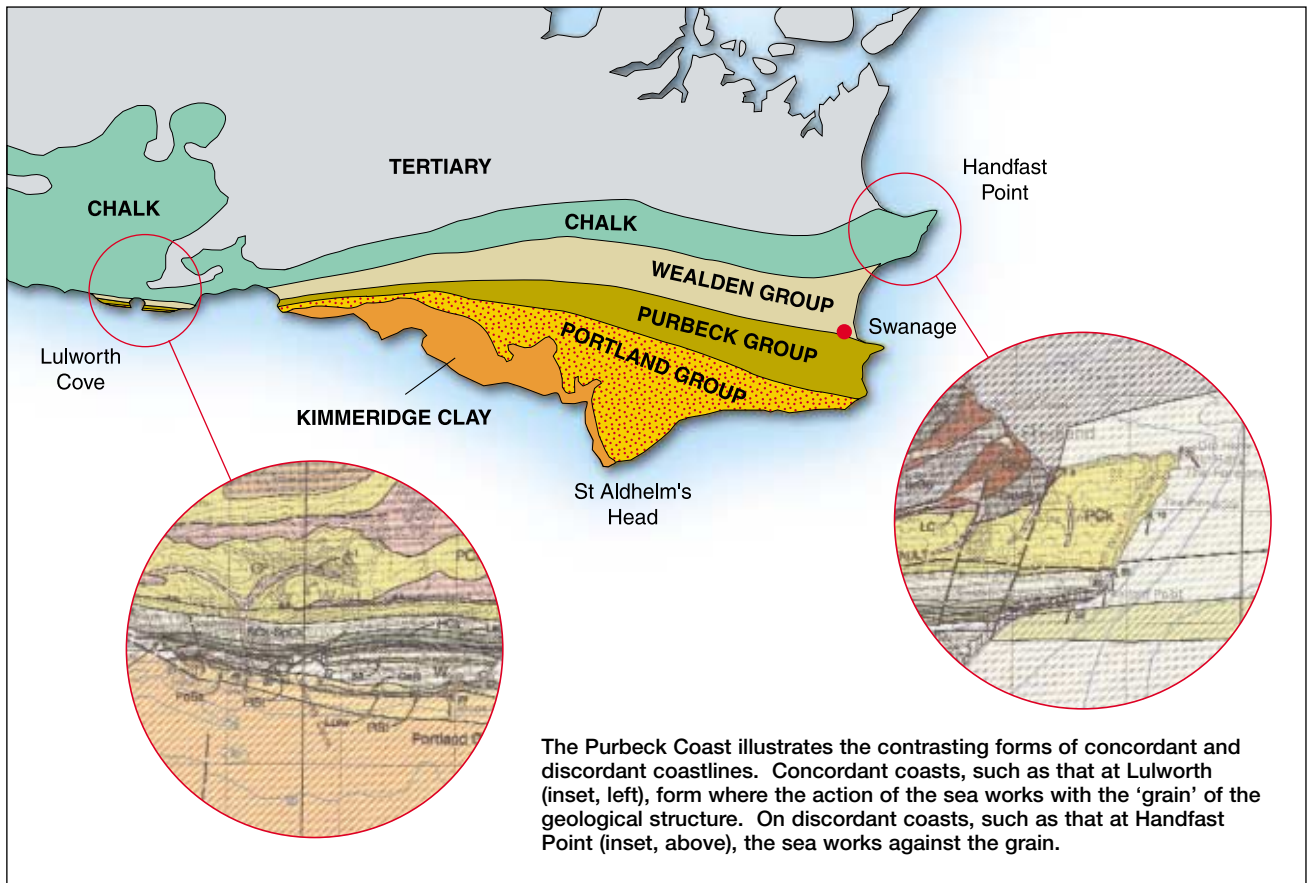 TERTIARY
Handfast
Point
CHALK
CHALK
WEALDEN GROUP
PURBECK GROUP
Swanage
PORTLAND GROUP
Lulworth
Cove
KIMMERIDGE CLAY
St Aldhelm's
Head
LC
PCk
Portland
The Purbeck Coast illustrates the contrasting forms of concordant and
discordant coastlines. Concordant coasts, such as that at Lulworth
(inset, left), form where the action of the sea works with the ‘grain’ of the
geological structure. On discordant coasts, such as that at Handfast
Point (inset, above), the sea works against the grain.